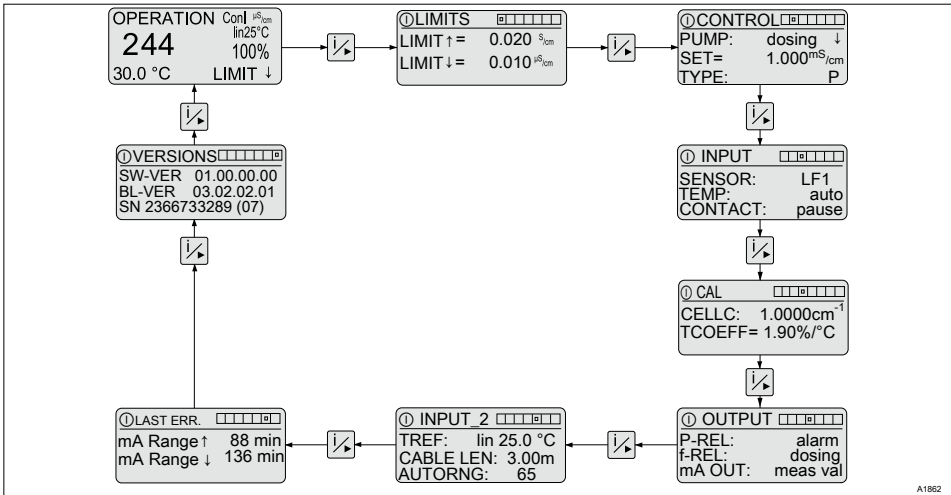 OPERATION Conl µS/cm
lin25°C
244
100%
30.0 °C LIMIT ↓
i/▶
LIMITS
LIMIT↑= 0.020 S/cm
LIMIT↓= 0.010 µS/cm
i/▶
CONTROL
PUMP: dosing ↓
SET= 1.000mS/cm
TYPE: P
i/▶
INPUT
SENSOR: LF1
TEMP: auto
CONTACT: pause
i/▶
CAL
CELLC: 1.0000cm-1
TCOEFF= 1.90%/°C
i/▶
OUTPUT
P-REL: alarm
f-REL: dosing
mA OUT: meas val
i/▶
INPUT_2
TREF: lin 25.0 °C
CABLE LEN: 3.00m
AUTORNG: 65
i/▶
LAST ERR.
mA Range↑ 88 min
mA Range↓ 136 min
i/▶
VERSIONS
SW-VER 01.00.00.00
BL-VER 03.02.02.01
SN 2366733289 (07)
i/▶
A1862